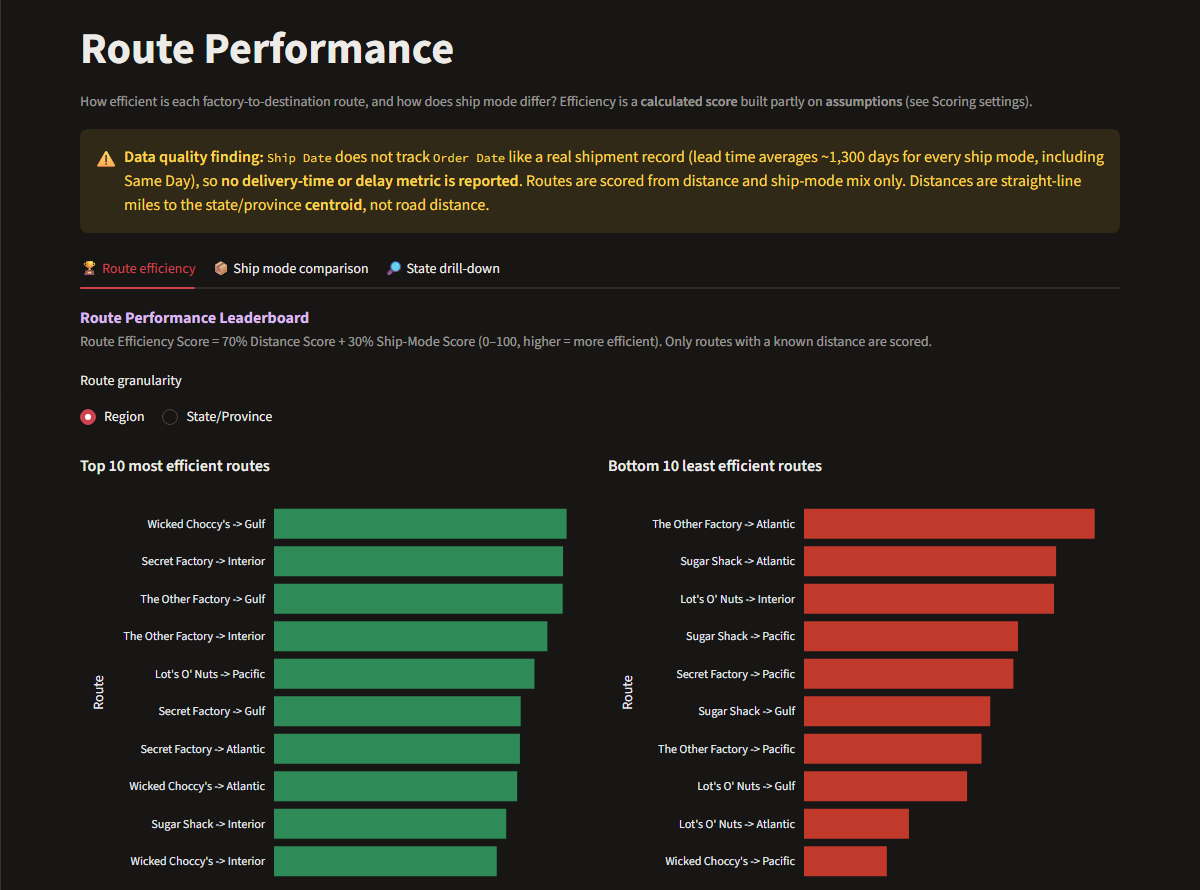 Route Performance
How efficient is each factory-to-destination route, and how does ship mode differ? Efficiency is a calculated score built partly on assumptions (see Scoring settings).
Data quality finding: Ship Date does not track Order Date like a real shipment record (lead time averages ~1,300 days for every ship mode, including
Same Day), so no delivery-time or delay metric is reported. Routes are scored from distance and ship-mode mix only. Distances are straight-line
miles to the state/province centroid, not road distance.
Route efficiency
Ship mode comparison
State drill-down
Route Performance Leaderboard
Route Efficiency Score = 70% Distance Score + 30% Ship-Mode Score (0–100, higher = more efficient). Only routes with a known distance are scored.
Route granularity
Region
State/Province
Top 10 most efficient routes
Route
Wicked Choccy's -> Gulf
Secret Factory -> Interior
The Other Factory -> Gulf
The Other Factory -> Interior
Lot's O' Nuts -> Pacific
Secret Factory -> Gulf
Secret Factory -> Atlantic
Wicked Choccy's -> Atlantic
Sugar Shack -> Interior
Wicked Choccy's -> Interior
Bottom 10 least efficient routes
Route
The Other Factory -> Atlantic
Sugar Shack -> Atlantic
Lot's O' Nuts -> Interior
Sugar Shack -> Pacific
Secret Factory -> Pacific
Sugar Shack -> Gulf
The Other Factory -> Pacific
Lot's O' Nuts -> Gulf
Lot's O' Nuts -> Atlantic
Wicked Choccy's -> Pacific